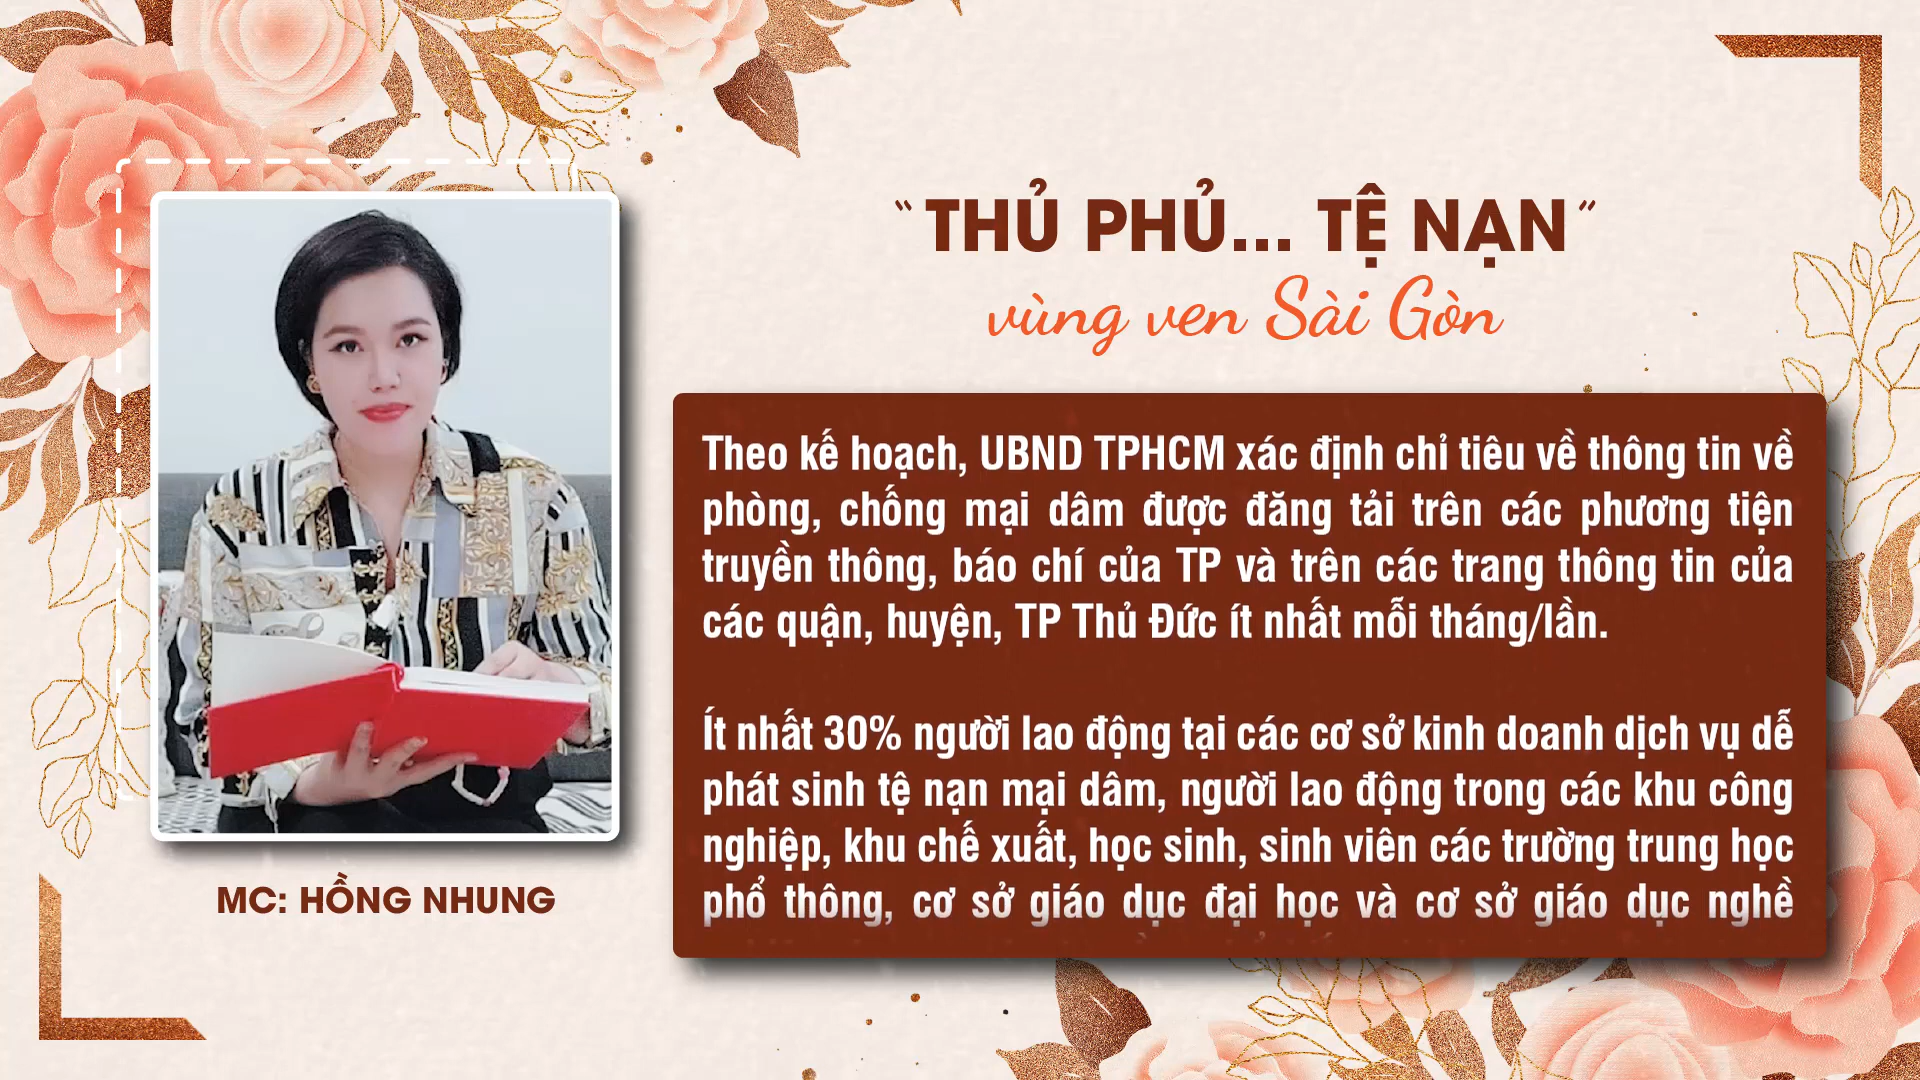 “THỦ PHỦ... TỆ NẠN”
vùng ven Sài Gòn
Theo kế hoạch, UBND TPHCM xác định chỉ tiêu về thông tin về
phòng, chống mại dâm được đăng tải trên các phương tiện
truyền thông, báo chí của TP và trên các trang thông tin của
các quận, huyện, TP Thủ Đức ít nhất mỗi tháng/lần.
Ít nhất 30% người lao động tại các cơ sở kinh doanh dịch vụ dễ
phát sinh tệ nạn mại dâm, người lao động trong các khu công
nghiệp, khu chế xuất, học sinh, sinh viên các trường trung học
phổ thông, cơ sở giáo dục đại học và cơ sở giáo dục nghề
MC: HỒNG NHUNG